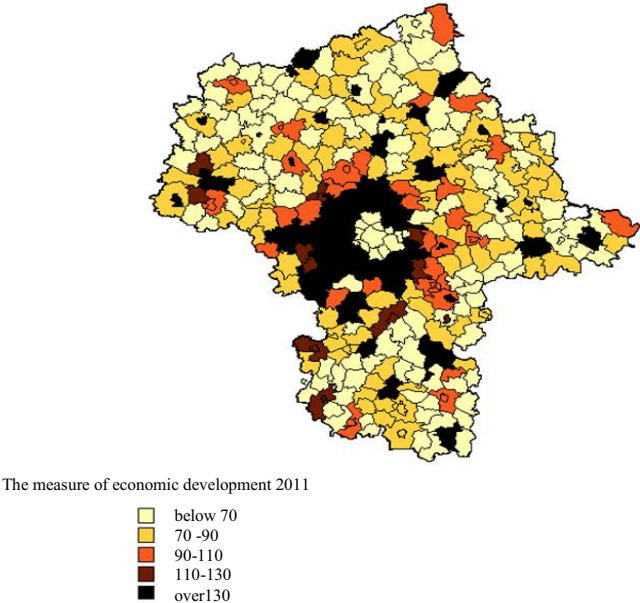 The measure of economic development 2011
below 70
70 -90
90-110
110-130
over130